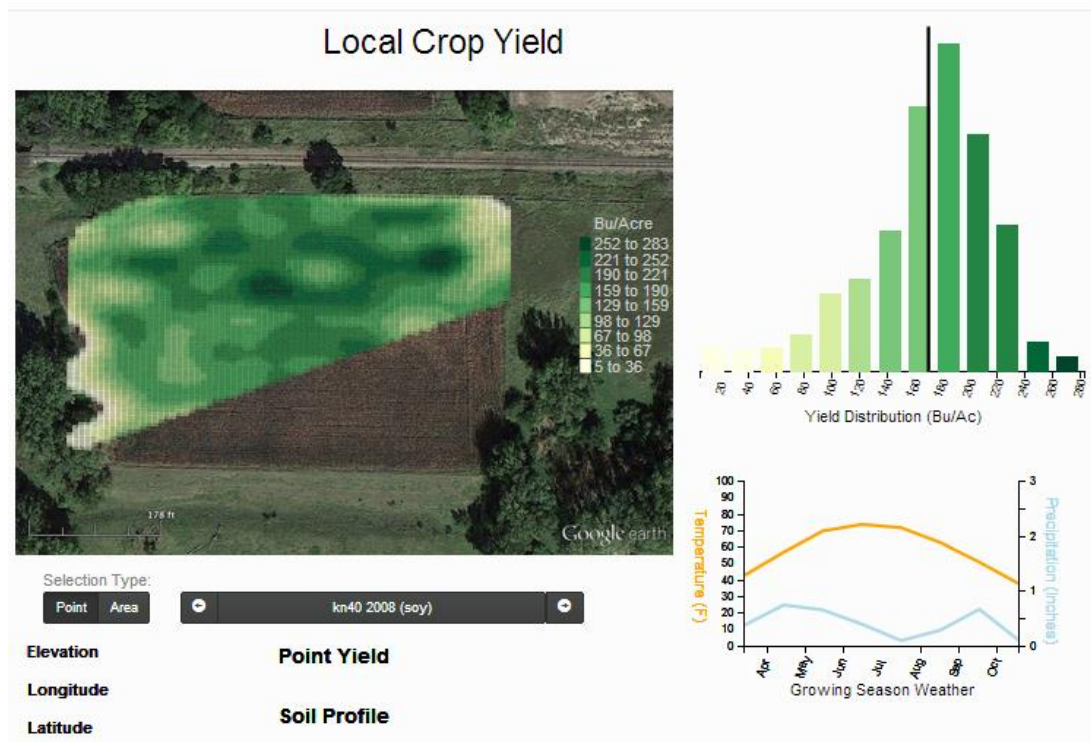 Local Crop Yield
Bu/Acre
252 to 283
221 to 252
190 to 221
159 to 190
129 to 159
98 to 129
67 to 98
36 to 67
5 to 36
178 ft
Google earth
20 40 60 80 100 120 140 160 180 200 220 240 260 280
Yield Distribution (Bu/Ac)
100
90
80
70
60
50
40
30
20
10
0
Temperature (F)
3
2
1
0
Precipitation (Inches)
Apr May Jun Jul Aug Sep Oct
Growing Season Weather
Selection Type:
Point Area
kn40 2008 (soy)
Elevation
Point Yield
Longitude
Soil Profile
Latitude